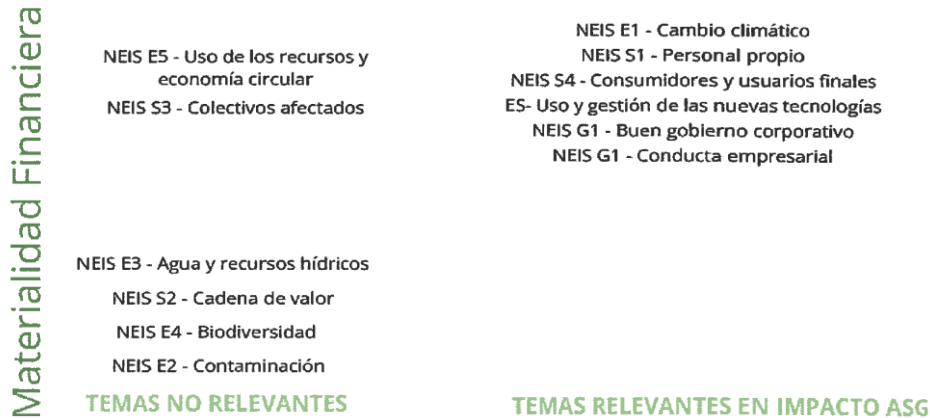 Materialidad Financiera
NEIS E5 - Uso de los recursos y
economía circular
NEIS S3 - Colectivos afectados
NEIS E1 - Cambio climático
NEIS S1 - Personal propio
NEIS S4 - Consumidores y usuarios finales
ES- Uso y gestión de las nuevas tecnologías
NEIS G1 - Buen gobierno corporativo
NEIS G1 - Conducta empresarial
NEIS E3 - Agua y recursos hídricos
NEIS S2 - Cadena de valor
NEIS E4 - Biodiversidad
NEIS E2 - Contaminación
TEMAS NO RELEVANTES
TEMAS RELEVANTES EN IMPACTO ASG